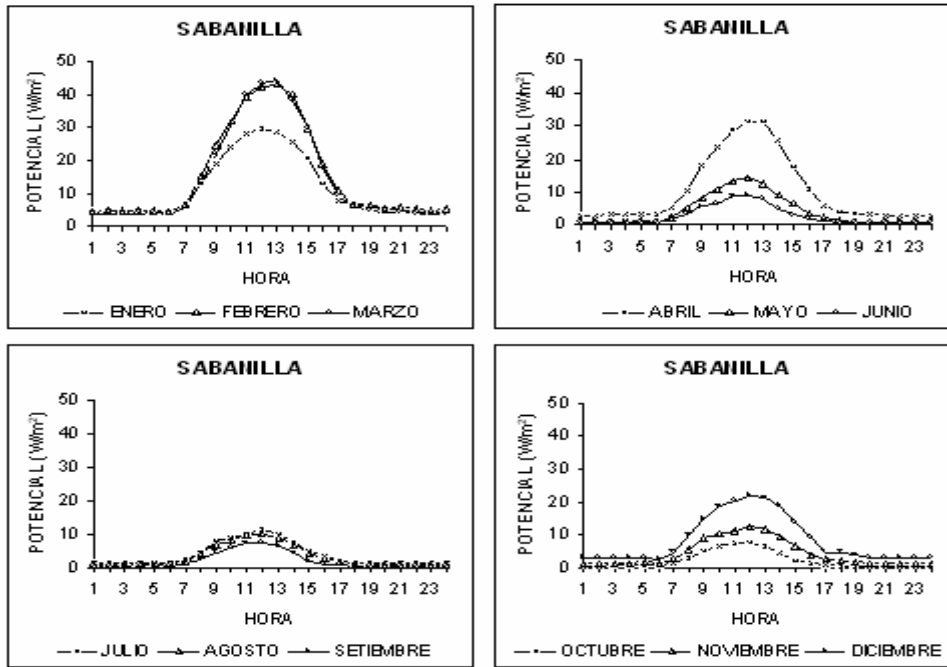 SABANILLA
POTENCIAL (W/m²)
50
40
30
20
10
0
1 3 5 7 9 11 13 15 17 19 21 23
HORA
ENERO FEBRERO MARZO
SABANILLA
POTENCIAL (W/m²)
50
40
30
20
10
0
1 3 5 7 9 11 13 15 17 19 21 23
HORA
ABRIL MAYO JUNIO
SABANILLA
POTENCIAL (W/m²)
50
40
30
20
10
0
1 3 5 7 9 11 13 15 17 19 21 23
HORA
JULIO AGOSTO SETIEMBRE
SABANILLA
POTENCIAL (W/m²)
50
40
30
20
10
0
1 3 5 7 9 11 13 15 17 19 21 23
HORA
OCTUBRE NOVIEMBRE DICIEMBRE